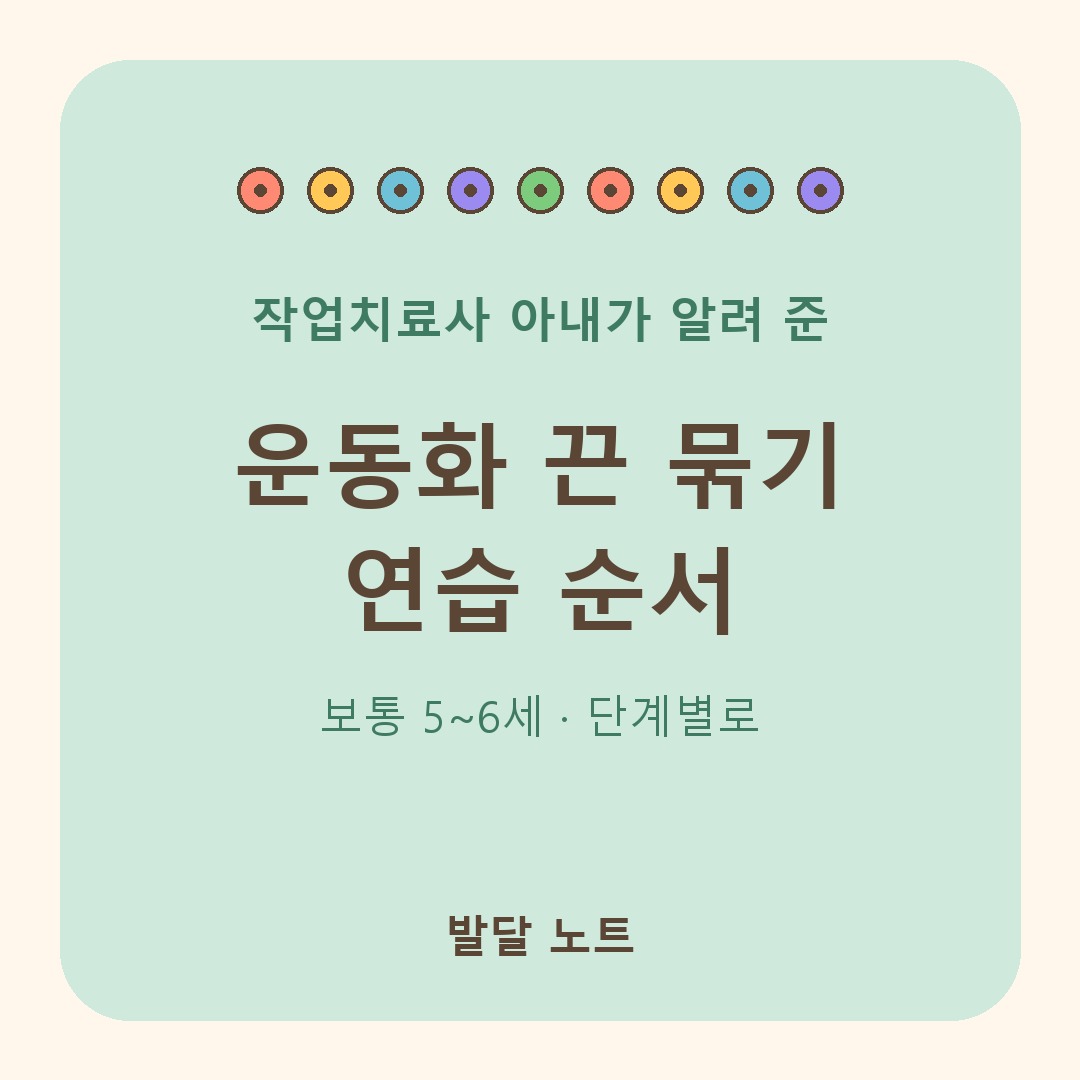 작업치료사 아내가 알려 준
운동화 끈 묶기
연습 순서
보통 5~6세 · 단계별로
발달 노트